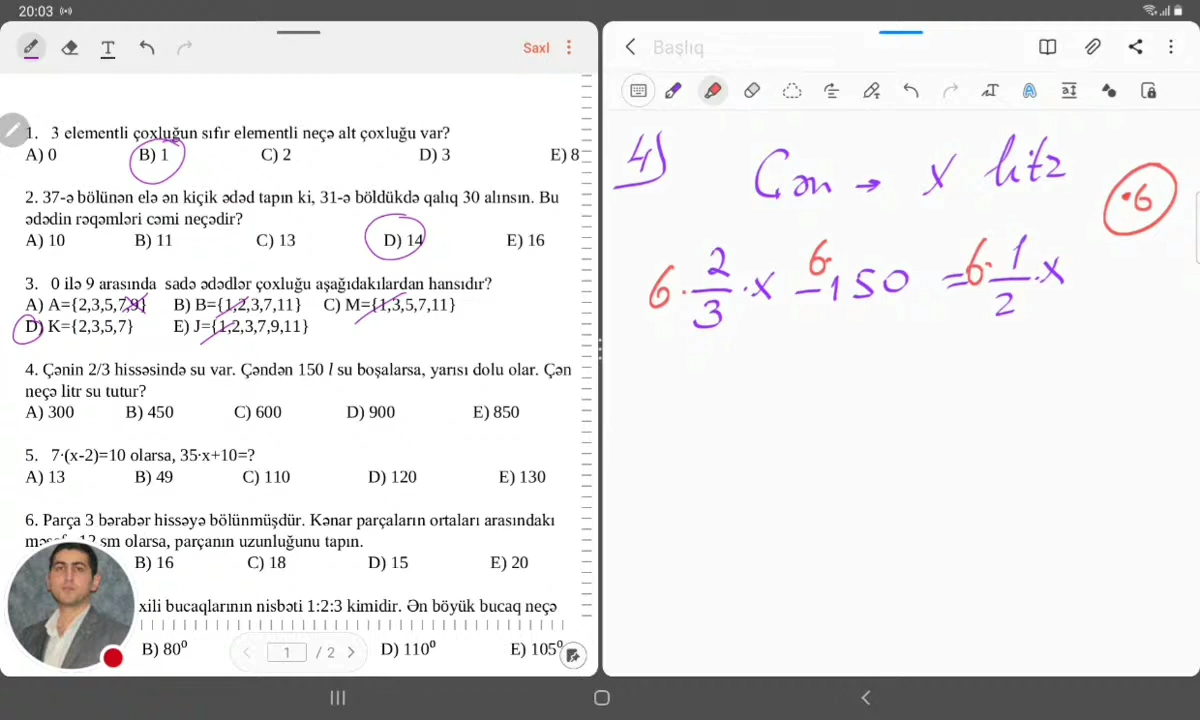 20:03
Saxl
Başlıq
1. 3 elementli çoxluğun sıfır elementli neçə alt çoxluğu var?
A) 0 B) 1 C) 2 D) 3 E) 8
2. 37-ə bölünən elə ən kiçik ədəd tapın ki, 31-ə böldükdə qalıq 30 alınsın. Bu
ədədin rəqəmləri cəmi neçədir?
A) 10 B) 11 C) 13 D) 14 E) 16
3. 0 ilə 9 arasında sadə ədədlər çoxluğu aşağıdakılardan hansıdır?
A) A={2,3,5,7,9} B) B={1,2,3,7,11} C) M={1,3,5,7,11}
D) K={2,3,5,7} E) J={1,2,3,7,9,11}
4. Çənin 2/3 hissəsində su var. Çəndən 150 l su boşalarsa, yarısı dolu olar. Çən
neçə litr su tutur?
A) 300 B) 450 C) 600 D) 900 E) 850
5. 7·(x-2)=10 olarsa, 35·x+10=?
A) 13 B) 49 C) 110 D) 120 E) 130
6. Parça 3 bərabər hissəyə bölünmüşdür. Kənar parçaların ortaları arasındakı
sm olarsa, parçanın uzunluğunu tapın.
B) 16 C) 18 D) 15 E) 20
xili bucaqlarının nisbəti 1:2:3 kimidir. Ən böyük bucaq neçə
B) 80⁰ D) 110⁰ E) 105⁰
1 / 2
4) Çən → x litr
·6
6·2/3·x - 6·150 = 6·1/2·x